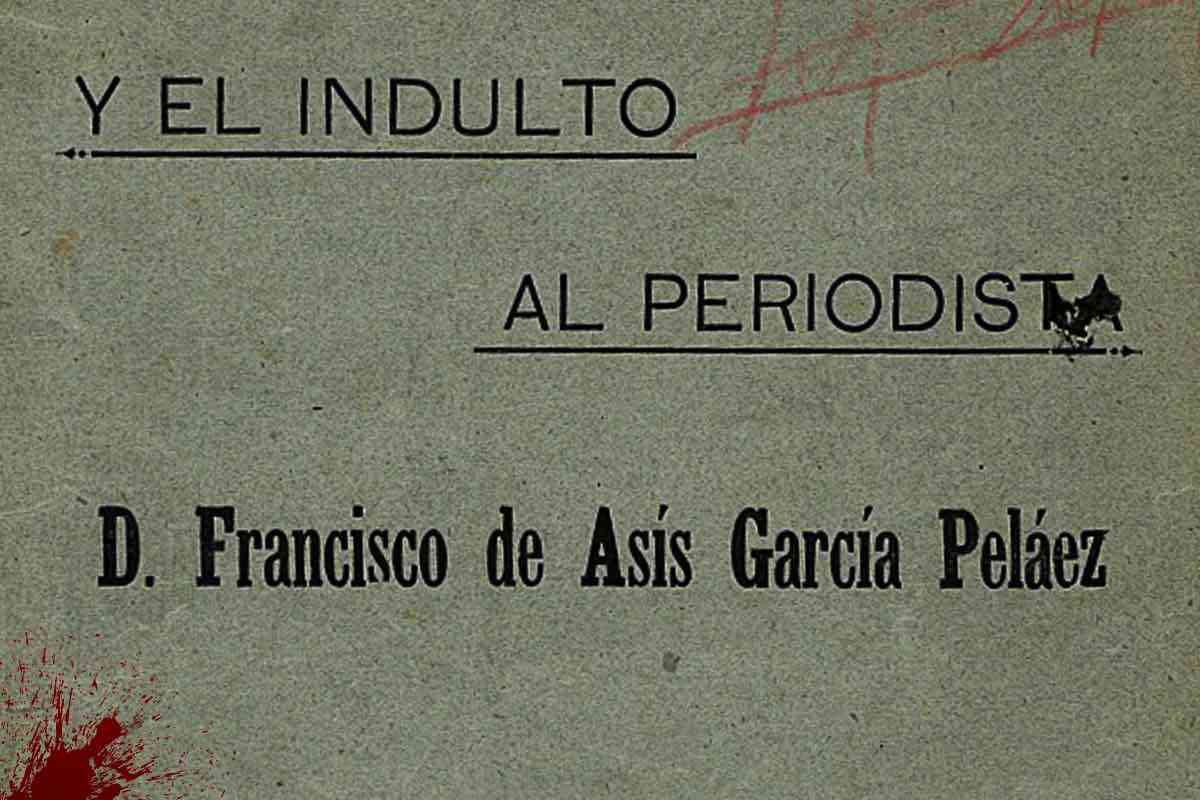 Y EL INDULTO
AL PERIODISTA
D. Francisco de Asís García Peláez